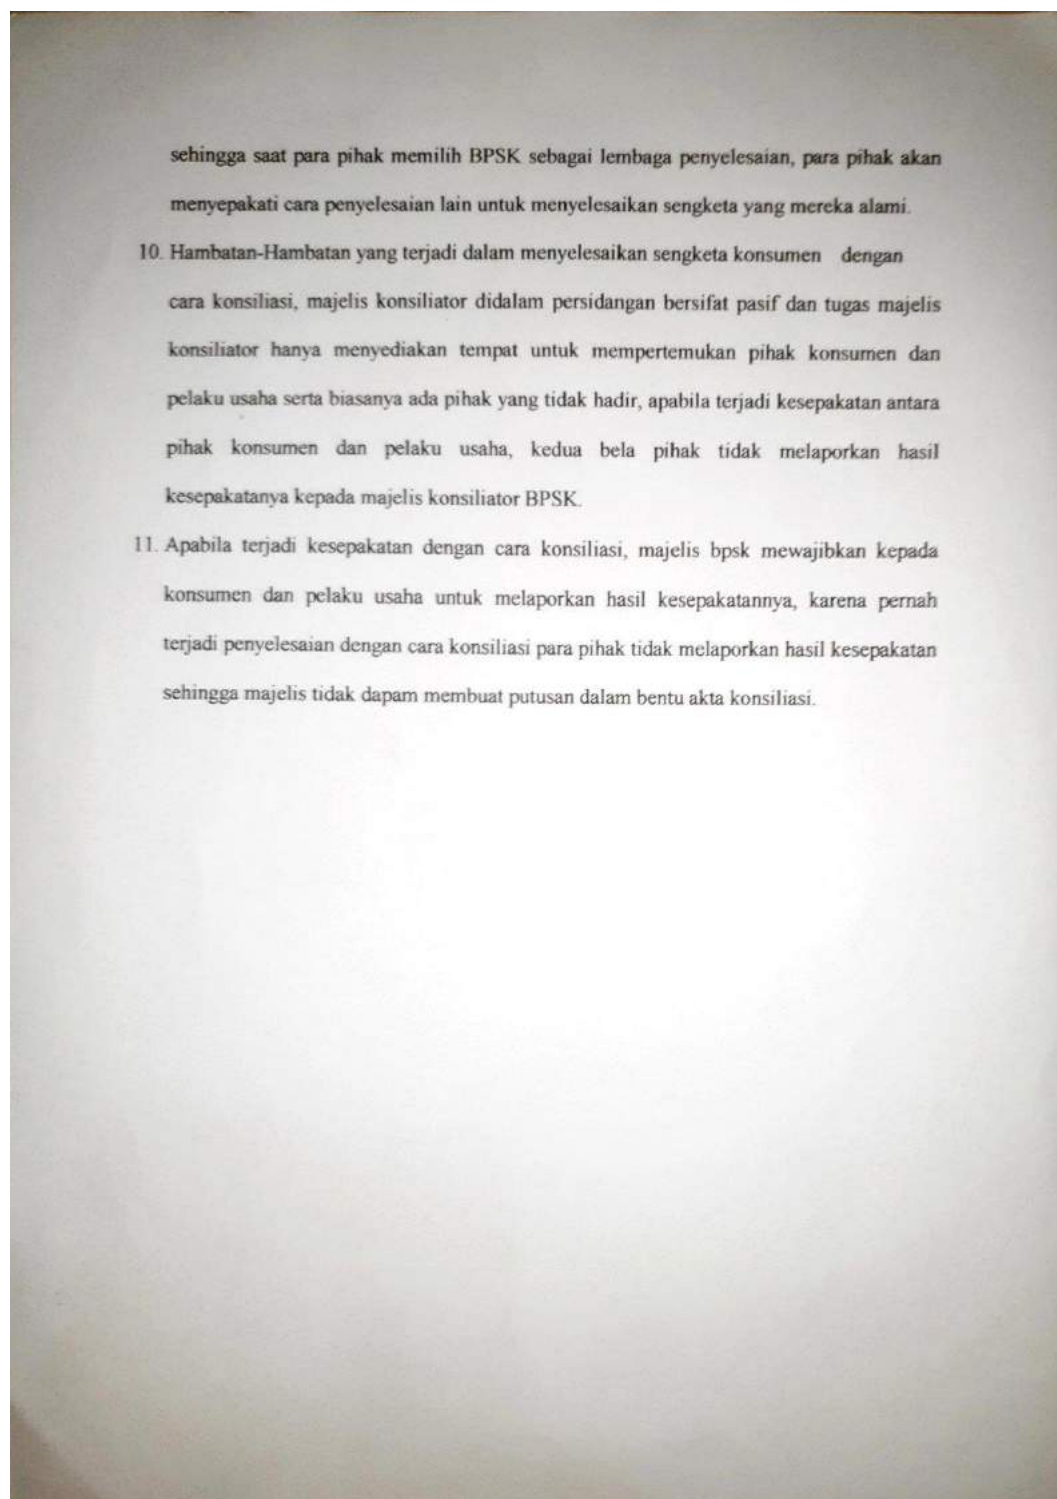 sehingga saat para pihak memilih BPSK sebagai lembaga penyelesaian, para pihak akan
menyepakati cara penyelesaian lain untuk menyelesaikan sengketa yang mereka alami.
10. Hambatan-Hambatan yang terjadi dalam menyelesaikan sengketa konsumen dengan
cara konsiliasi, majelis konsiliator didalam persidangan bersifat pasif dan tugas majelis
konsiliator hanya menyediakan tempat untuk mempertemukan pihak konsumen dan
pelaku usaha serta biasanya ada pihak yang tidak hadir, apabila terjadi kesepakatan antara
pihak konsumen dan pelaku usaha, kedua bela pihak tidak melaporkan hasil
kesepakatanya kepada majelis konsiliator BPSK.
11. Apabila terjadi kesepakatan dengan cara konsiliasi, majelis bpsk mewajibkan kepada
konsumen dan pelaku usaha untuk melaporkan hasil kesepakatannya, karena pernah
terjadi penyelesaian dengan cara konsiliasi para pihak tidak melaporkan hasil kesepakatan
sehingga majelis tidak dapam membuat putusan dalam bentu akta konsiliasi.